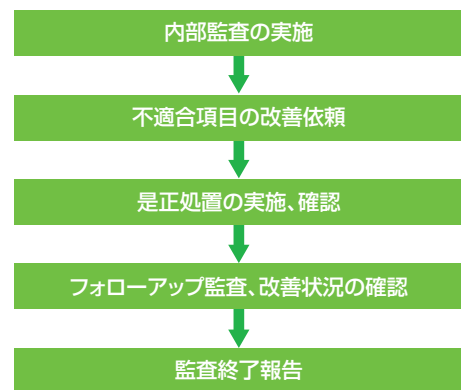 内部監査の実施
不適合項目の改善依頼
是正処置の実施、確認
フォローアップ監査、改善状況の確認
監査終了報告